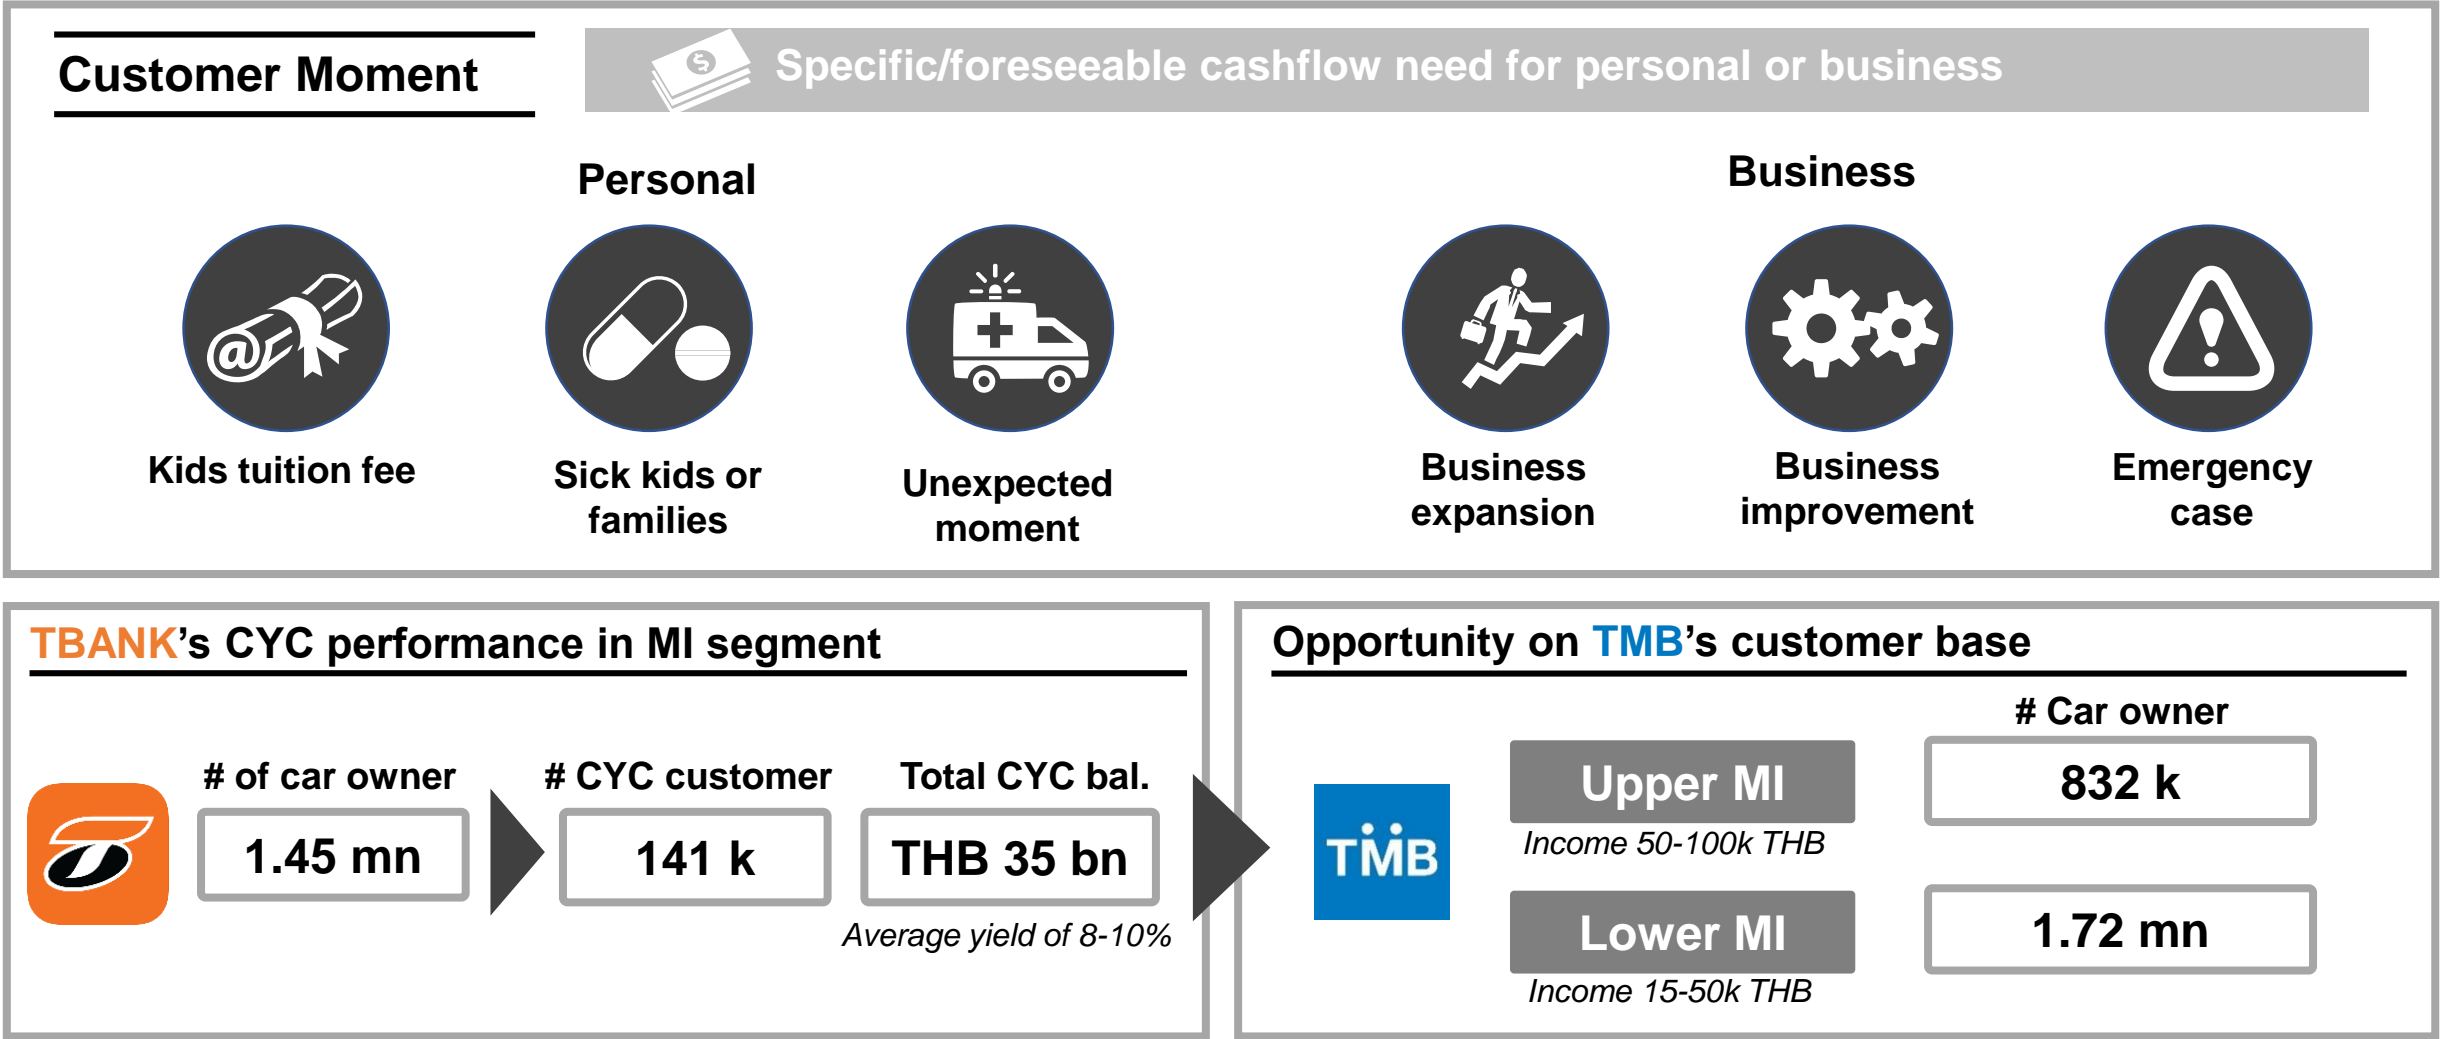 Customer Moment
Specific/foreseeable cashflow need for personal or business
Personal
Kids tuition fee
Sick kids or
families
Unexpected
moment
Business
Business
expansion
Business
improvement
Emergency
case
TBANK’s CYC performance in MI segment
# of car owner
1.45 mn
# CYC customer
141 k
Total CYC bal.
THB 35 bn
Average yield of 8-10%
Opportunity on TMB’s customer base
TMB
# Car owner
Upper MI
832 k
Income 50-100k THB
Lower MI
1.72 mn
Income 15-50k THB